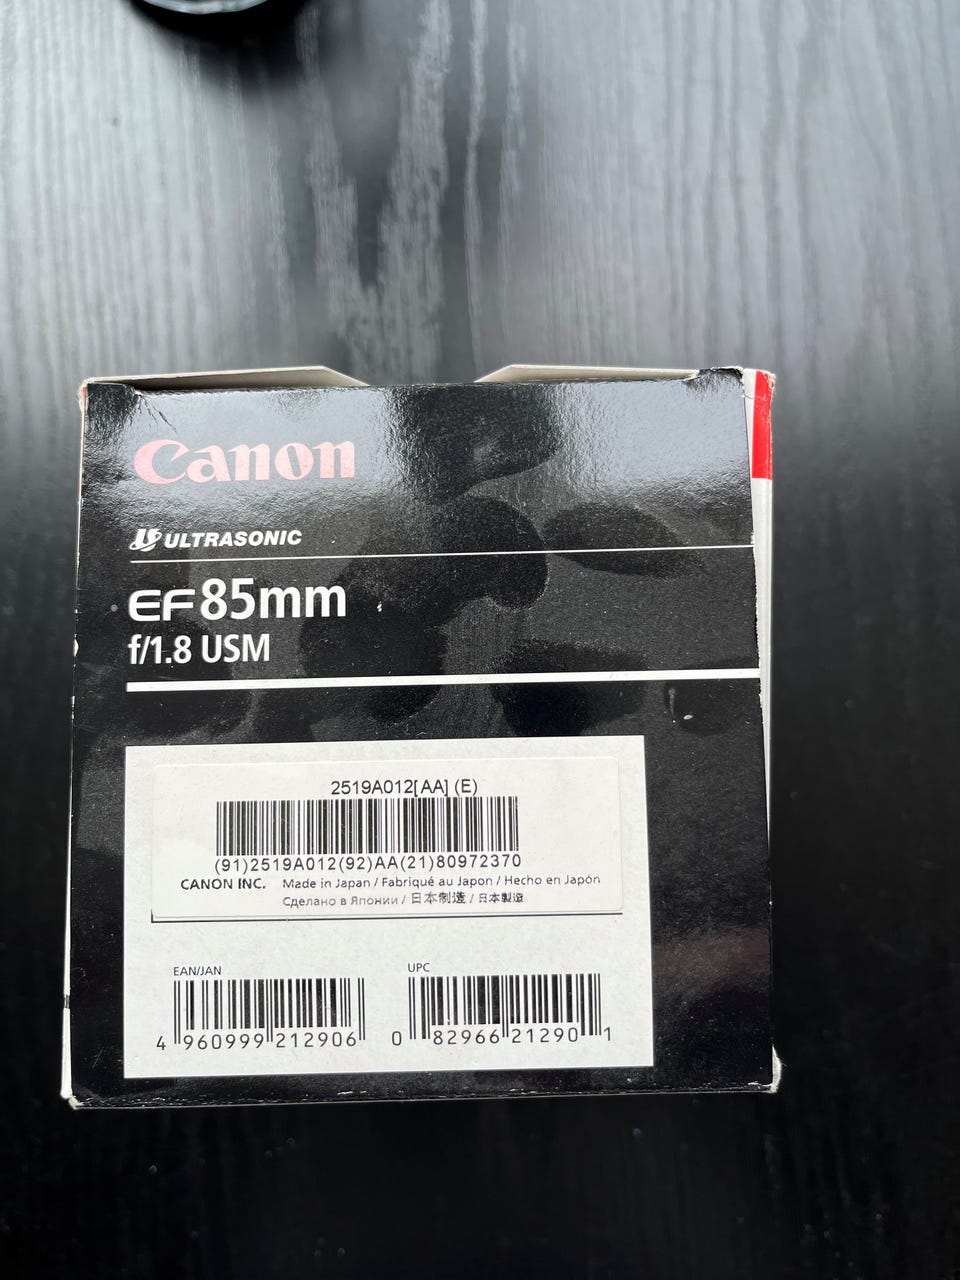 Canon
ULTRASONIC
EF85mm
f/1.8 USM
2519A012[AA] (E)
(91)2519A012(92)AA(21)80972370
CANON INC. Made in Japan / Fabriqué au Japon / Hecho en Japón
Сделано в Японии / 日本制造 / 日本製造
EAN/JAN
4 960999 212906
UPC
0 82966 21290 1